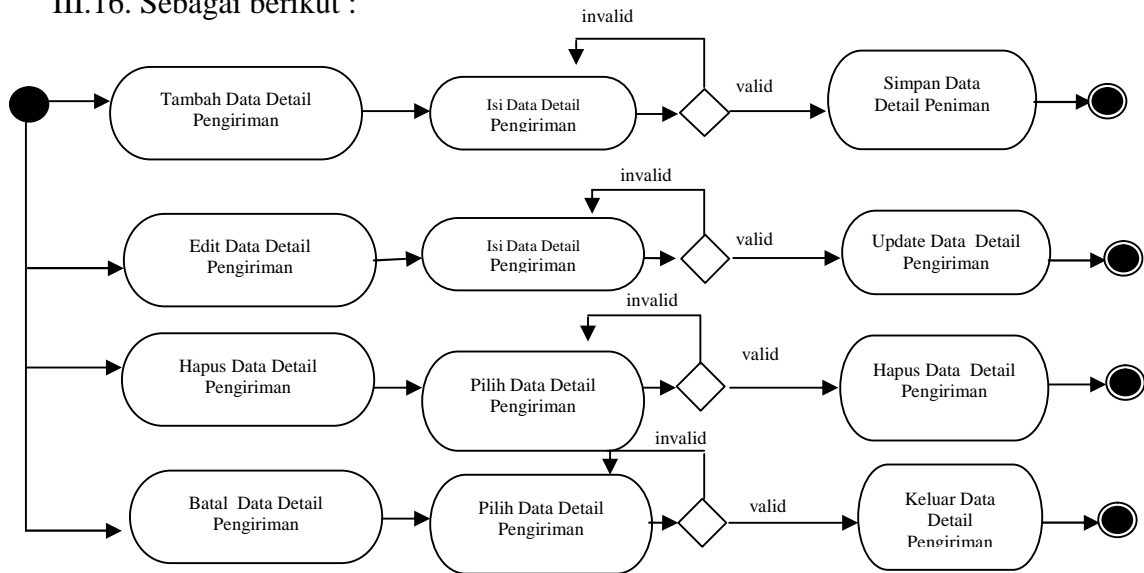 III.16. Sebagai berikut :
invalid
Tambah Data Detail
Pengiriman
Isi Data Detail
Pengiriman
valid
Simpan Data
Detail Peniman
invalid
Edit Data Detail
Pengiriman
Isi Data Detail
Pengiriman
valid
Update Data Detail
Pengiriman
invalid
Hapus Data Detail
Pengiriman
Pilih Data Detail
Pengiriman
valid
Hapus Data Detail
Pengiriman
invalid
Batal Data Detail
Pengiriman
Pilih Data Detail
Pengiriman
valid
Keluar Data
Detail
Pengiriman